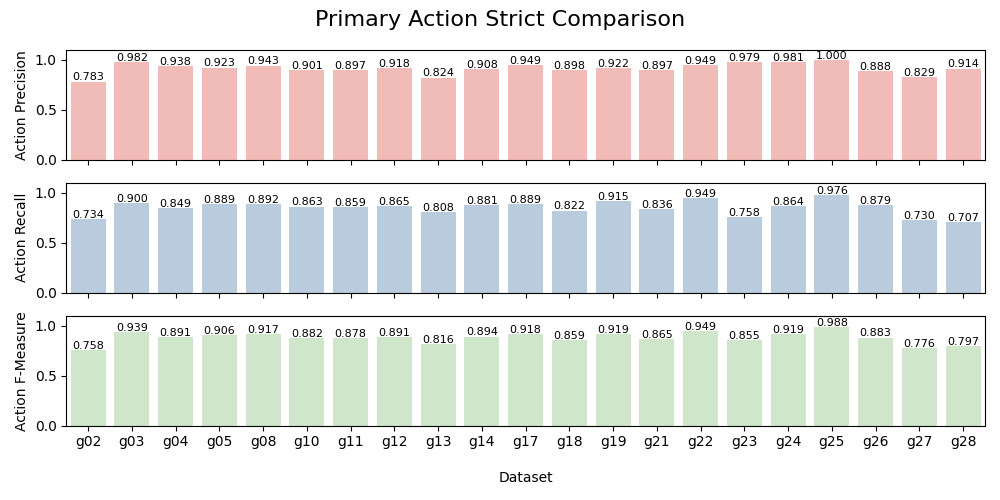 Primary Action Strict Comparison
Action Precision
1.0
0.5
0.0
0.783 0.982 0.938 0.923 0.943 0.901 0.897 0.918 0.824 0.908 0.949 0.898 0.922 0.897 0.949 0.979 0.981 1.000 0.888 0.829 0.914
Action Recall
1.0
0.5
0.0
0.734 0.900 0.849 0.889 0.892 0.863 0.859 0.865 0.808 0.881 0.889 0.822 0.915 0.836 0.949 0.758 0.864 0.976 0.879 0.730 0.707
Action F-Measure
1.0
0.5
0.0
0.758 0.939 0.891 0.906 0.917 0.882 0.878 0.891 0.816 0.894 0.918 0.859 0.919 0.865 0.949 0.855 0.919 0.988 0.883 0.776 0.797
g02 g03 g04 g05 g08 g10 g11 g12 g13 g14 g17 g18 g19 g21 g22 g23 g24 g25 g26 g27 g28
Dataset